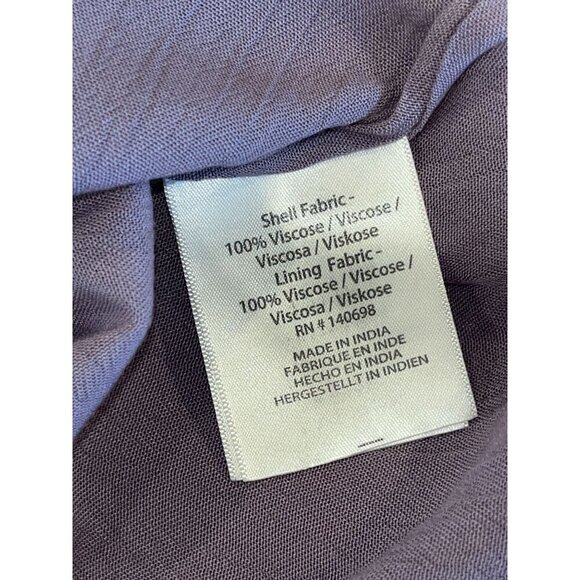 Shell Fabric -
100% Viscose / Viscose /
Viscosa / Viskose
Lining Fabric -
100% Viscose / Viscose /
Viscosa / Viskose
RN # 140698
MADE IN INDIA
FABRIQUE EN INDE
HECHO EN INDIA
HERGESTELLT IN INDIEN